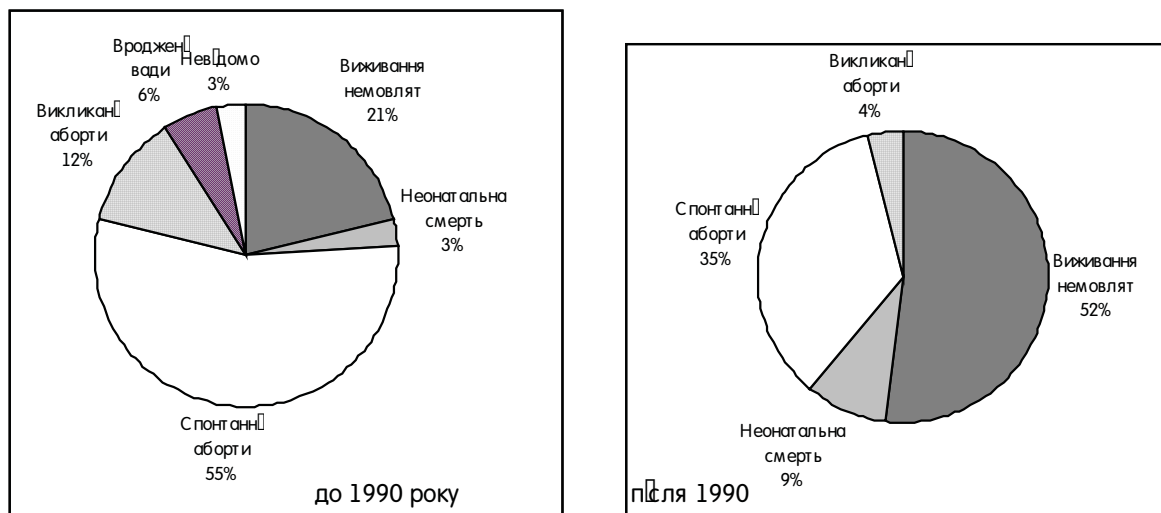 Вроджен▯
вади
6%
Нев▯домо
3%
Виживання
немовлят
21%
Викликан▯
аборти
12%
Неонатальна
смерть
3%
Спонтанн▯
аборти
55%
до 1990 року
Викликан▯
аборти
4%
Спонтанн▯
аборти
35%
Виживання
немовлят
52%
Неонатальна
смерть
9%
п▯сля 1990